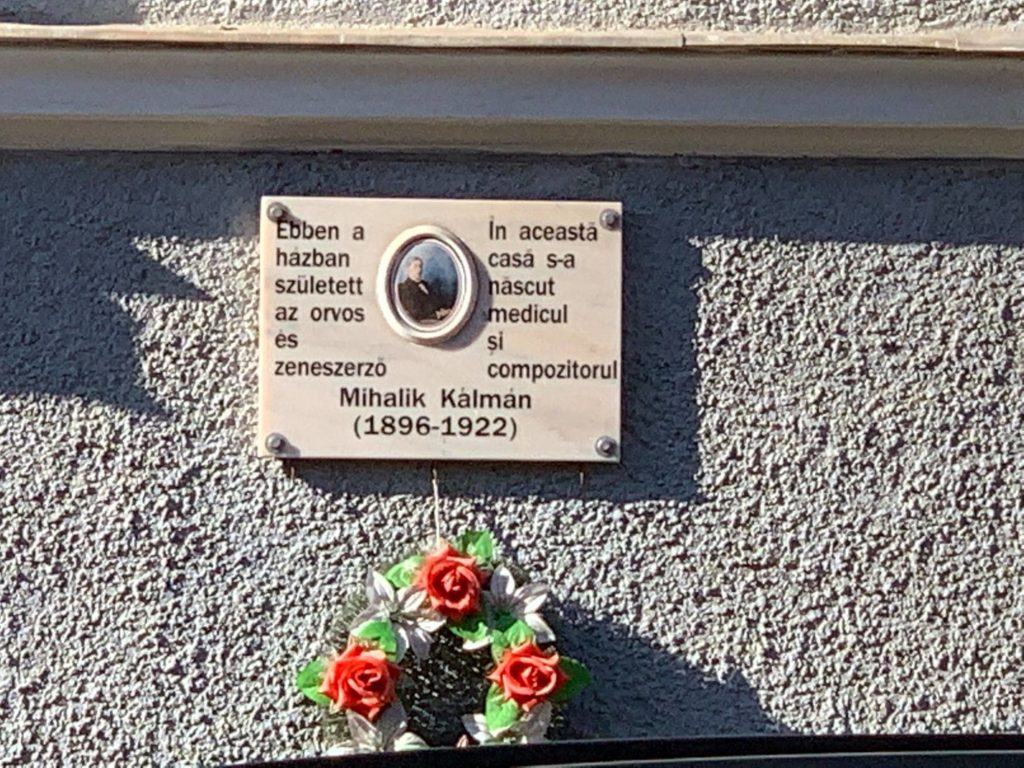 Ebben a
házban
született
az orvos
és
zeneszerző
În această
casă s-a
născut
medicul
și
compozitorul
Mihalik Kálmán
(1896-1922)